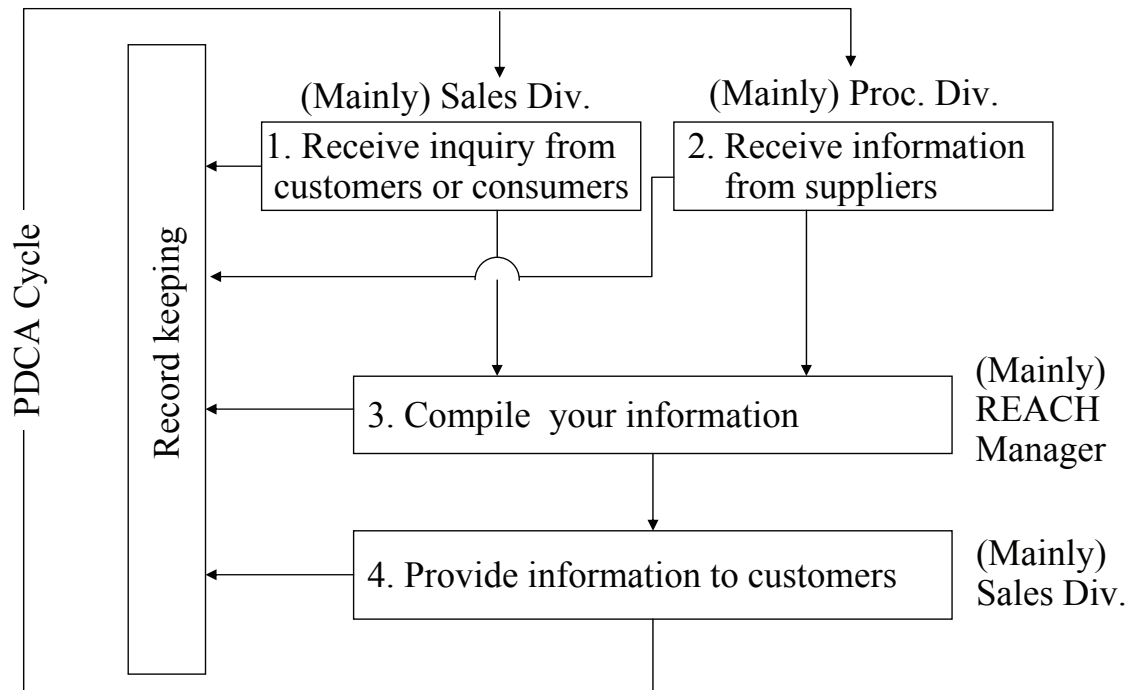 PDCA Cycle
Record keeping
(Mainly) Sales Div.
1. Receive inquiry from
customers or consumers
(Mainly) Proc. Div.
2. Receive information
from suppliers
3. Compile  your information
(Mainly)
REACH
Manager
4. Provide information to customers
(Mainly)
Sales Div.